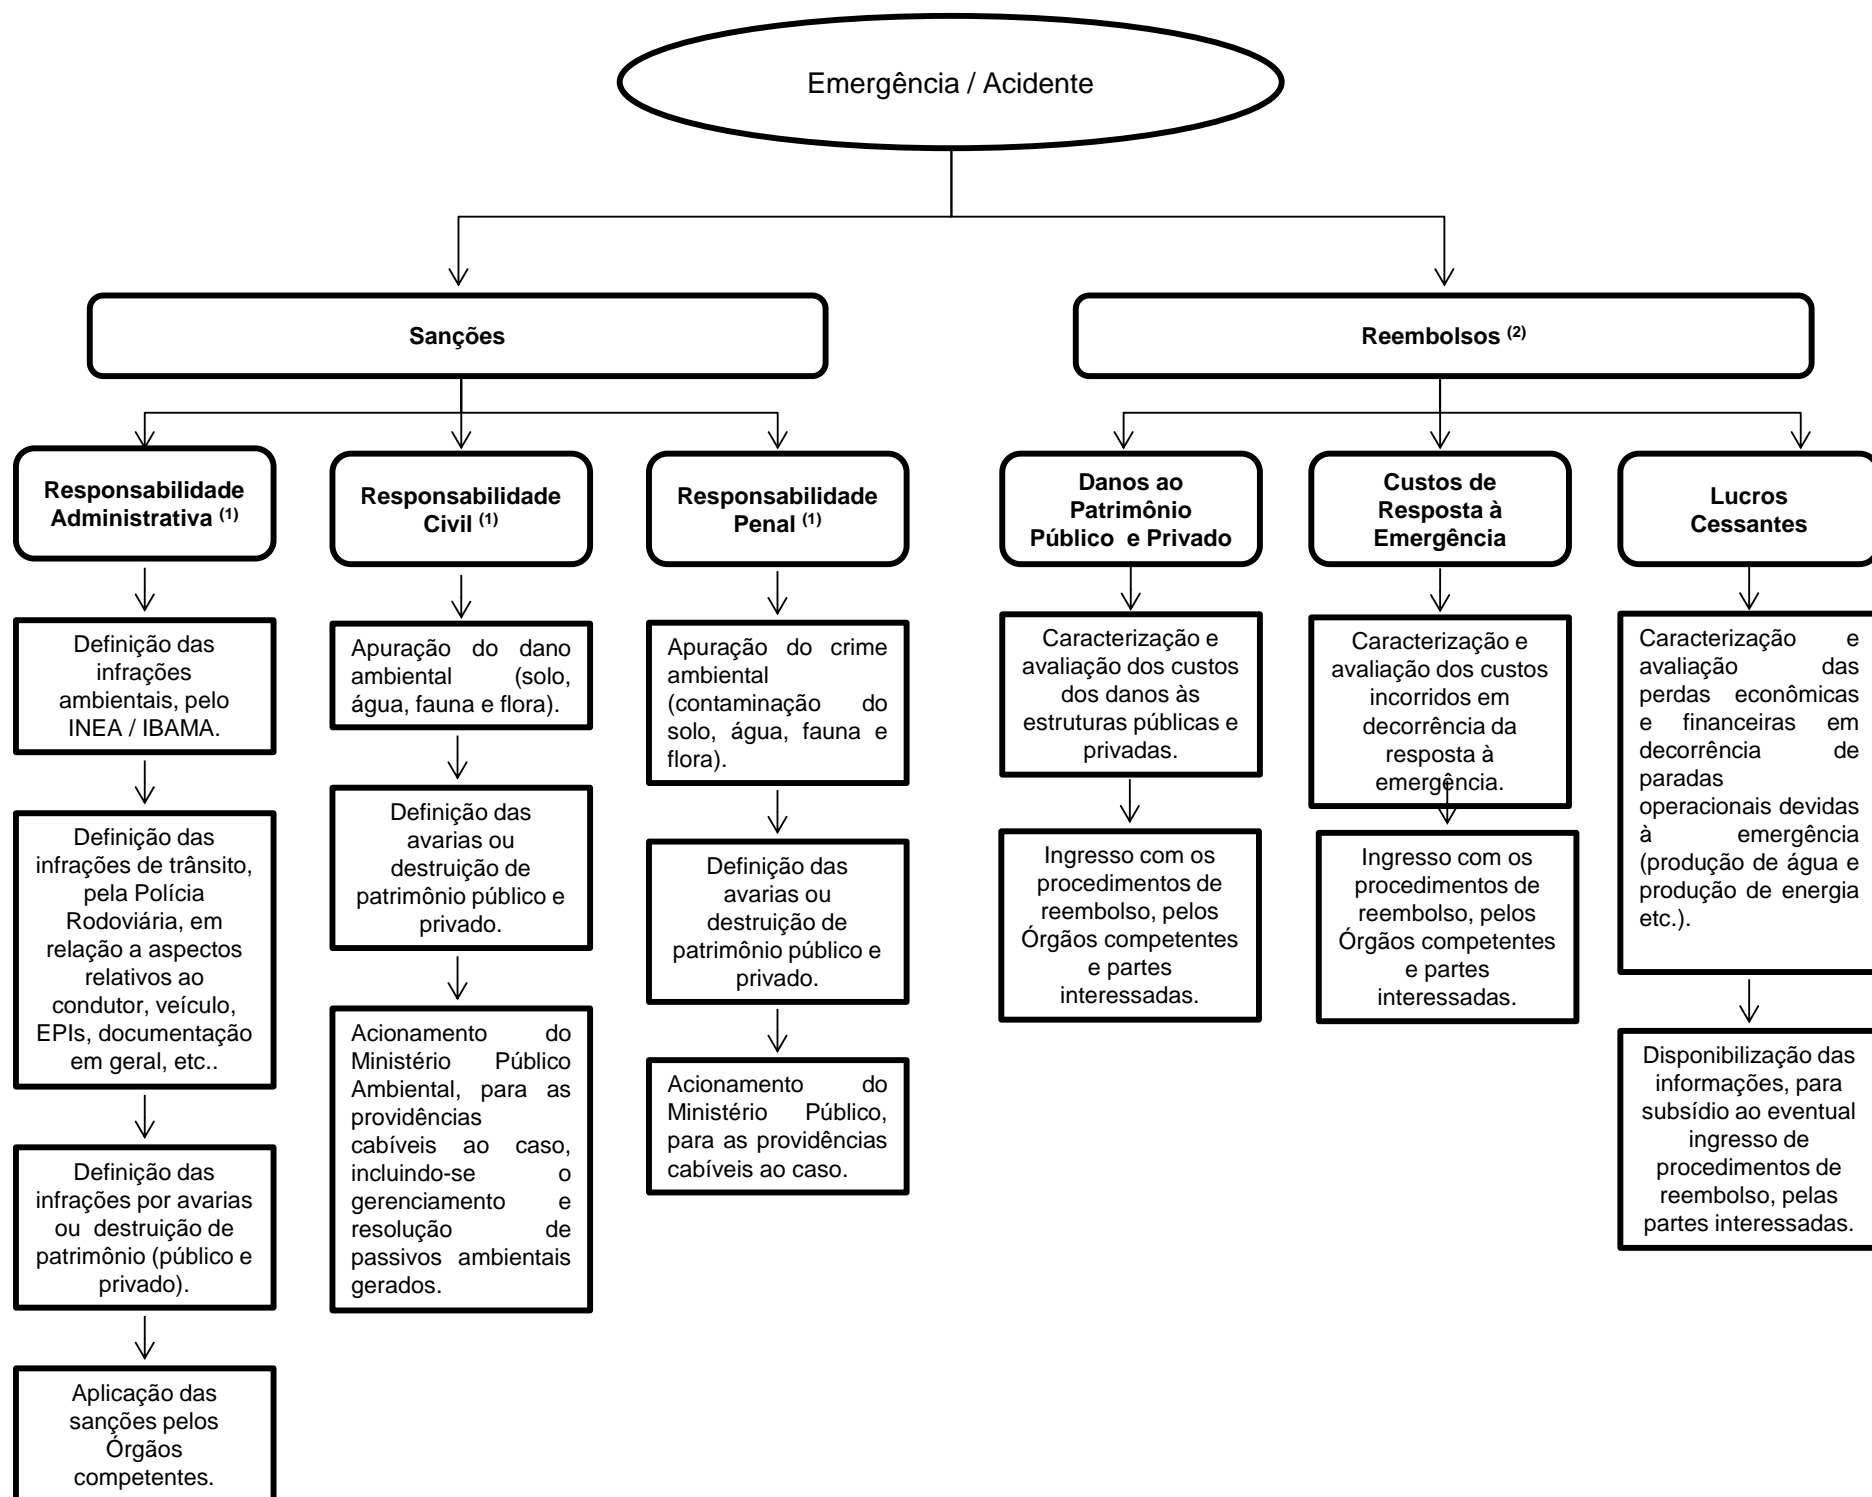 Emergência / Acidente
Sanções
Reembolsos (2)
Responsabilidade
Administrativa (1)
Responsabilidade
Civil (1)
Responsabilidade
Penal (1)
Danos ao
Patrimônio
Público e Privado
Custos de
Resposta à
Emergência
Lucros
Cessantes
Definição das
infrações
ambientais, pelo
INEA / IBAMA.
Definição das
infrações de trânsito,
pela Polícia
Rodoviária, em
relação a aspectos
relativos ao
condutor, veículo,
EPIs, documentação
em geral, etc..
Definição das
infrações por avarias
ou destruição de
patrimônio (público e
privado).
Aplicação das
sanções pelos
Órgãos
competentes.
Apuração do dano
ambiental (solo,
água, fauna e flora).
Definição das
avarias ou
destruição de
patrimônio público e
privado.
Acionamento do
Ministério Público
Ambiental, para as
providências
cabíveis ao caso,
incluindo-se o
gerenciamento e
resolução de
passivos ambientais
gerados.
Apuração do crime
ambiental
(contaminação do
solo, água, fauna e
flora).
Definição das
avarias ou
destruição de
patrimônio público e
privado.
Acionamento do
Ministério Público,
para as providências
cabíveis ao caso.
Caracterização e
avaliação dos custos
dos danos às
estruturas públicas e
privadas.
Ingresso com os
procedimentos de
reembolso, pelos
Órgãos competentes
e partes
interessadas.
Caracterização e
avaliação dos custos
incorridos em
decorrência da
resposta à
emergência.
Ingresso com os
procedimentos de
reembolso, pelos
Órgãos competentes
e partes
interessadas.
Caracterização e
avaliação das
perdas econômicas
e financeiras em
decorrência de
paradas
operacionais devidas
à emergência
(produção de água e
produção de energia
etc.).
Disponibilização das
informações, para
subsídio ao eventual
ingresso de
procedimentos de
reembolso, pelas
partes interessadas.